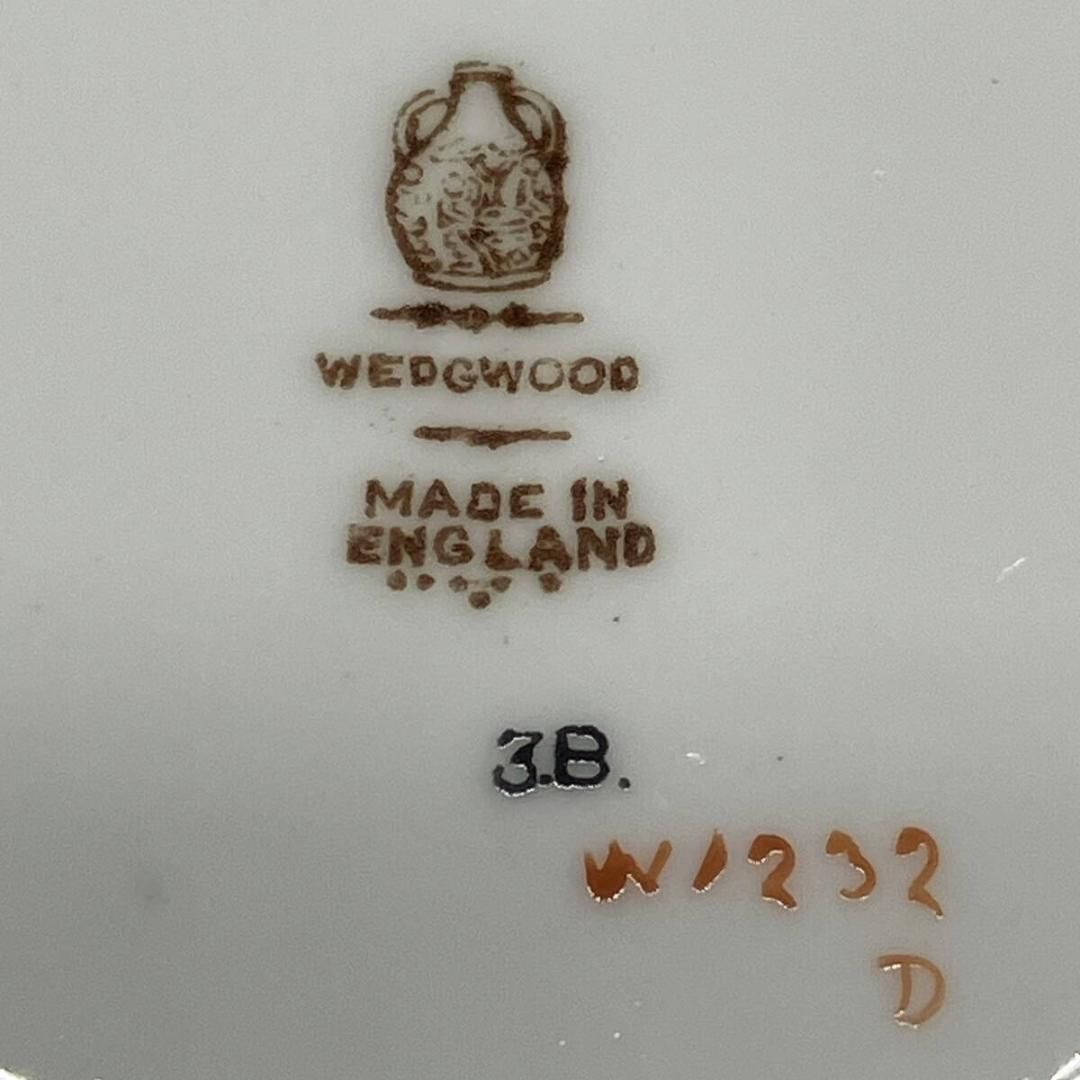 WEDGWOOD
MADE IN
ENGLAND
3.B.
W1232
D